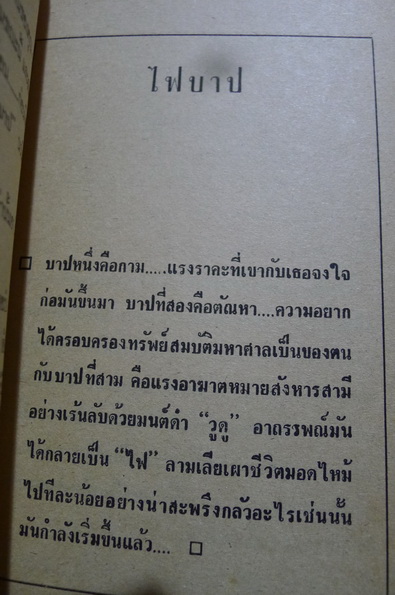 ไฟบาป
□ บาปหนึ่งคือกาม.....แรงราคะที่เขากับเธอจงใจ
ก่อมันขึ้นมา บาปที่สองคือตัณหา....ความอยาก
ได้ครอบครองทรัพย์สมบัติมหาศาลเป็นของตน
กับบาปที่สาม คือแรงอาฆาตหมายสังหารสามี
อย่างเร้นลับด้วยมนต์ดำ “วูดู” อาถรรพณ์มัน
ได้กลายเป็น “ไฟ” ลามเลียเผาชีวิตมอดไหม้
ไปทีละน้อยอย่างน่าสะพรึงกลัวอะไรเช่นนั้น
มันกำลังเริ่มขึ้นแล้ว.... □